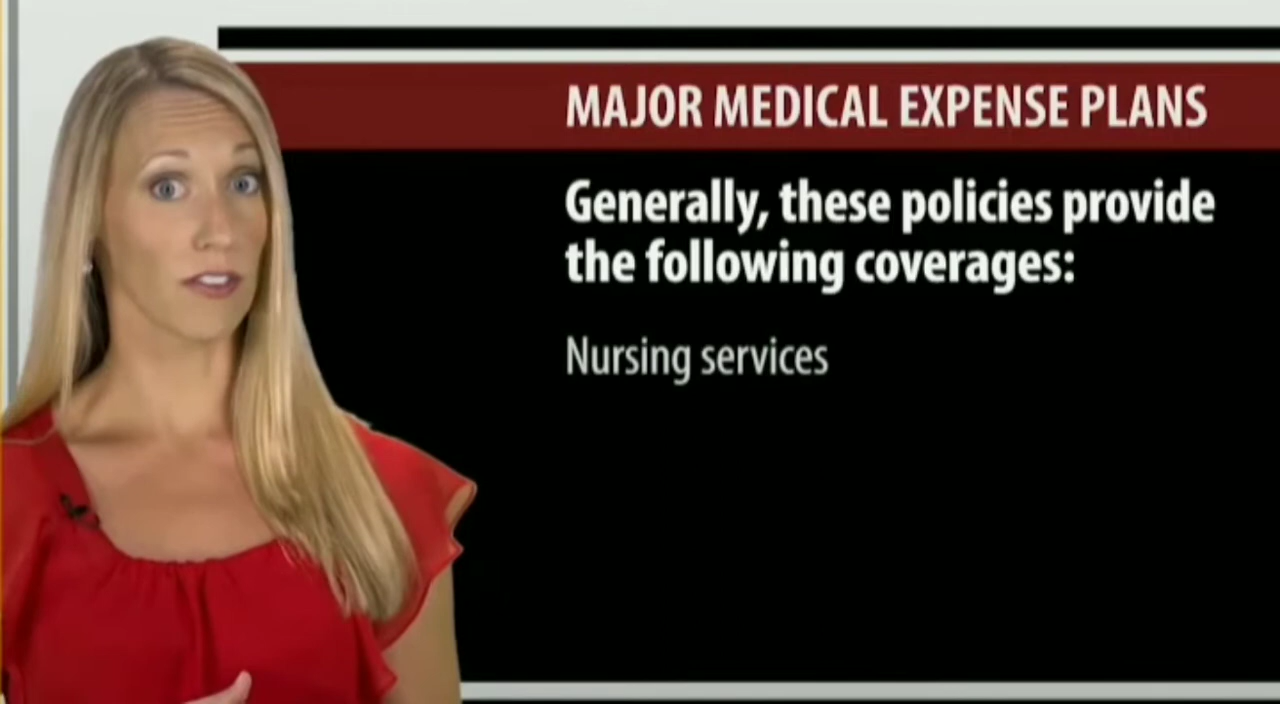 MAJOR MEDICAL EXPENSE PLANS
Generally, these policies provide
the following coverages:
Nursing services